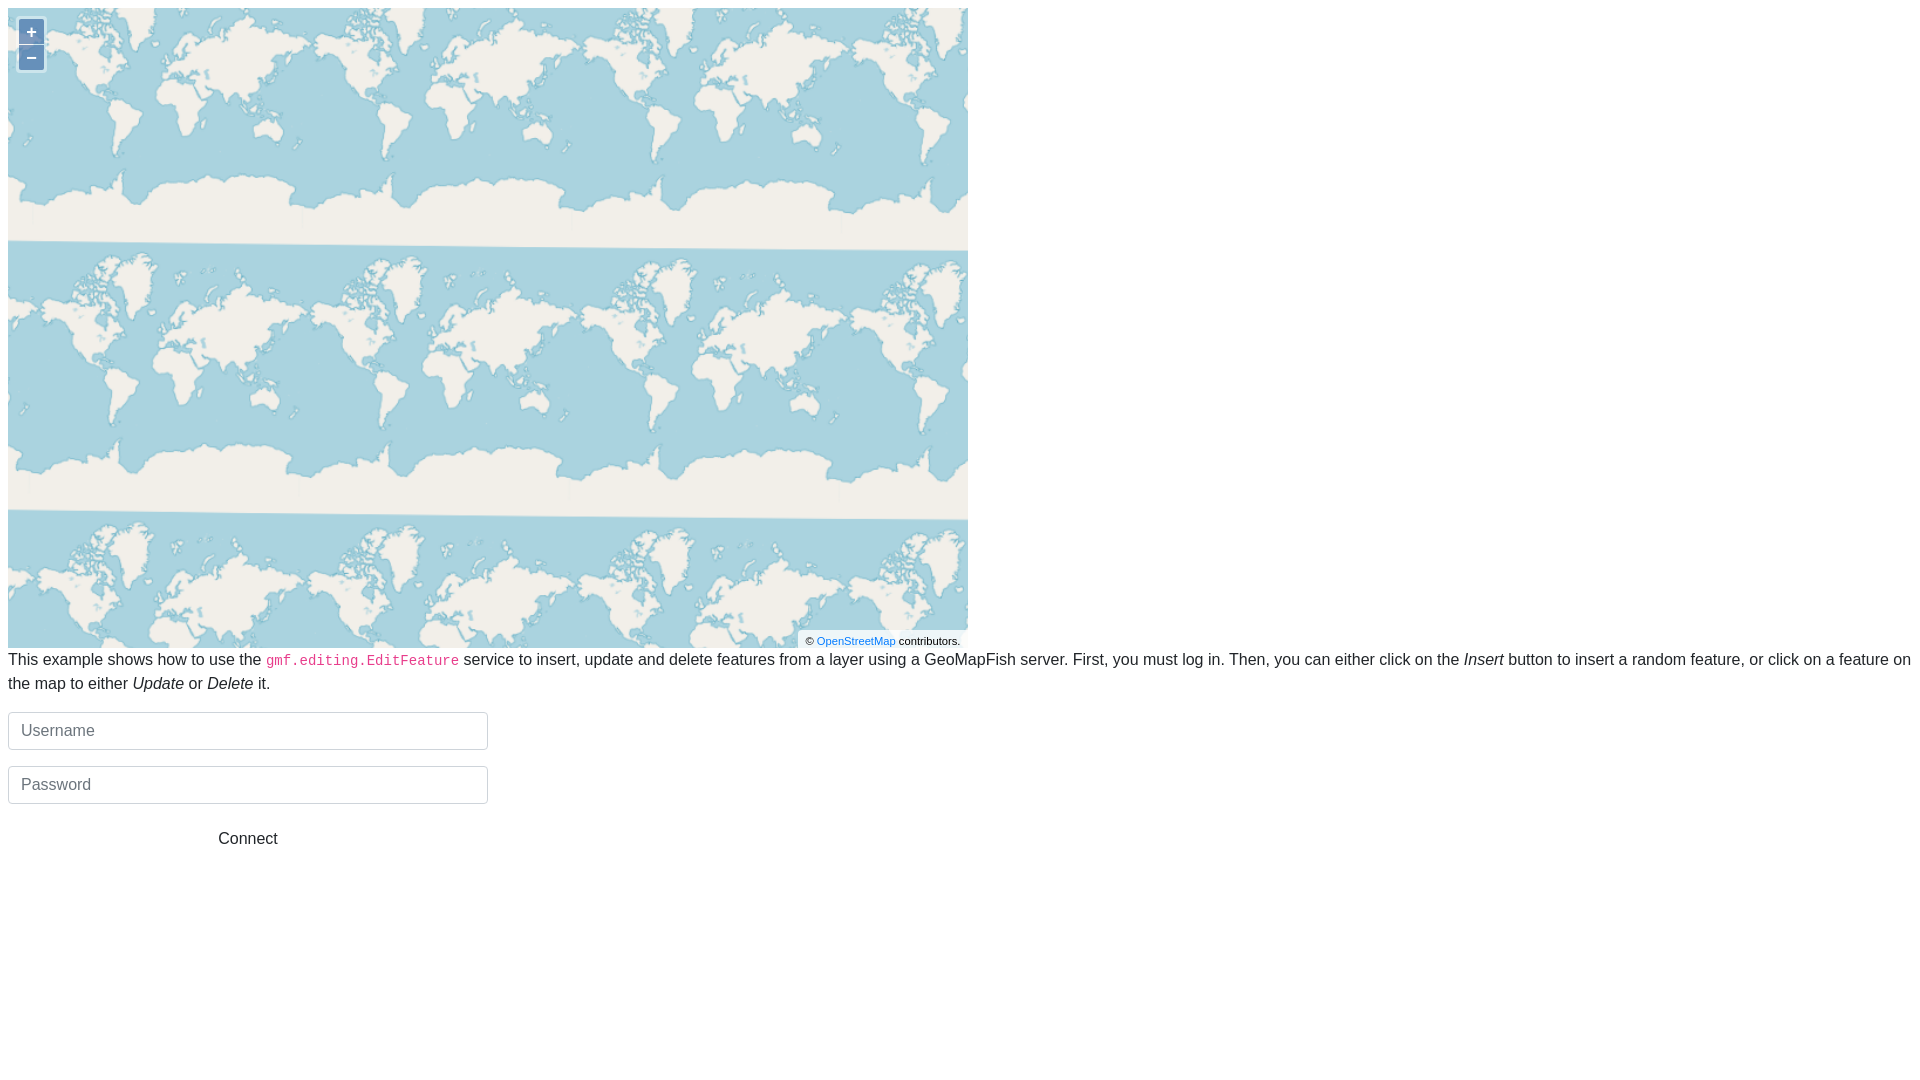 +
−
© OpenStreetMap contributors.
This example shows how to use the gmf.editing.EditFeature service to insert, update and delete features from a layer using a GeoMapFish server. First, you must log in. Then, you can either click on the Insert button to insert a random feature, or click on a feature on
the map to either Update or Delete it.
Username
Password
Connect